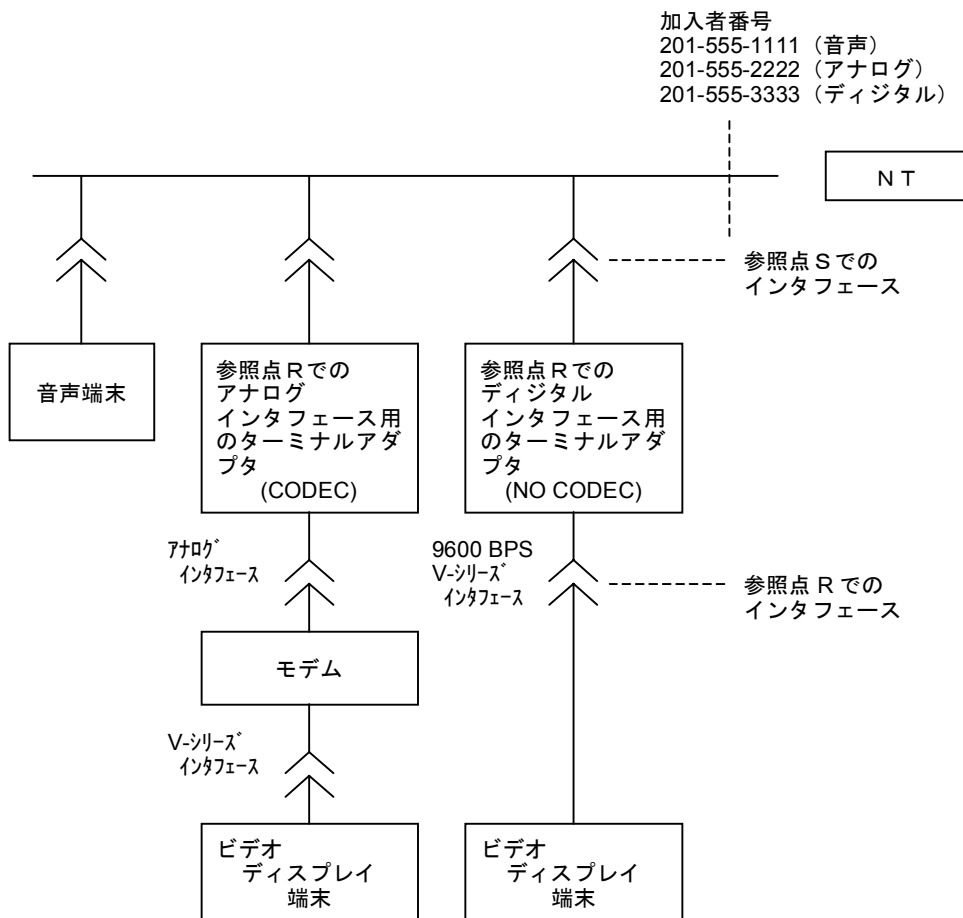 加入者番号
201-555-1111（音声）
201-555-2222（アナログ）
201-555-3333（ディジタル）
ＮＴ
参照点Ｓでの
インタフェース
音声端末
参照点Ｒでの
アナログ
インタフェース用
のターミナルアダ
プタ
(CODEC)
参照点Ｒでの
ディジタル
インタフェース用
のターミナルアダ
プタ
(NO CODEC)
ｱﾅﾛｸﾞ
ｲﾝﾀﾌｪｰｽ
9600 BPS
V-ｼﾘｰｽﾞ
ｲﾝﾀﾌｪｰｽ
参照点 R での
インタフェース
モデム
V-ｼﾘｰｽﾞ
ｲﾝﾀﾌｪｰｽ
ビデオ
ディスプレイ
端末
ビデオ
ディスプレイ
端末